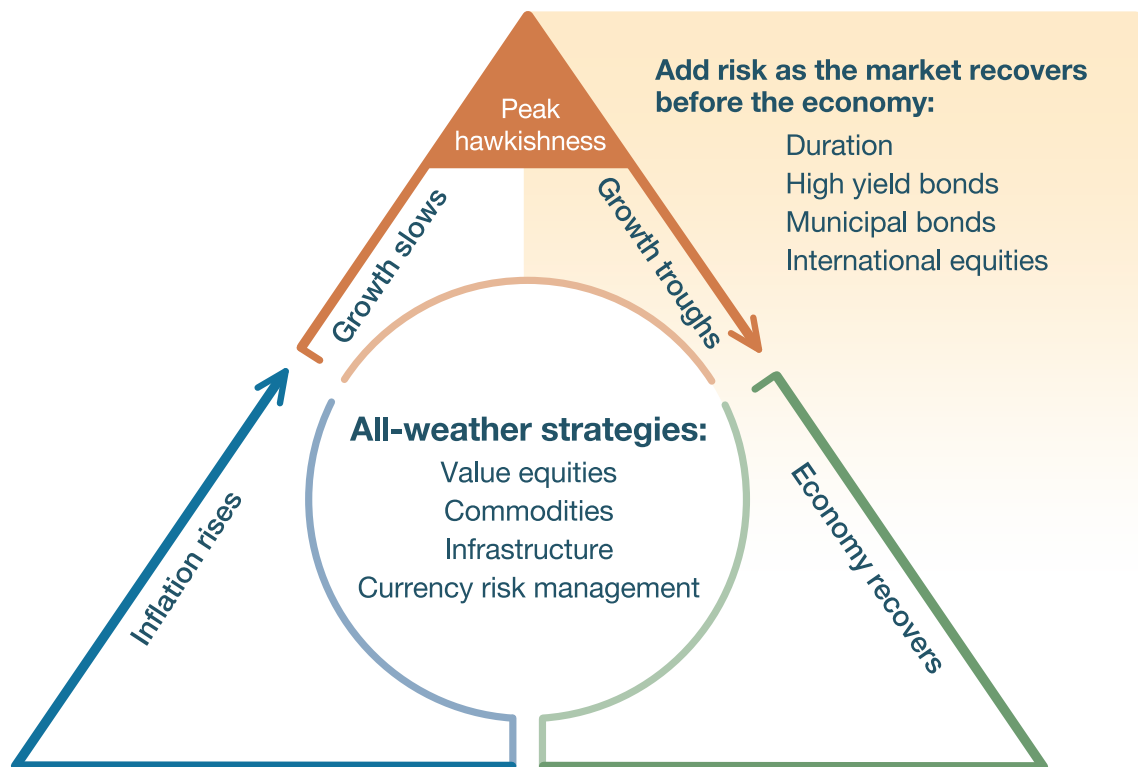 Peak
hawkishness
Add risk as the market recovers
before the economy:
Duration
High yield bonds
Municipal bonds
International equities
Growth slows
Growth troughs
Inflation rises
All-weather strategies:
Value equities
Commodities
Infrastructure
Currency risk management
Economy recovers